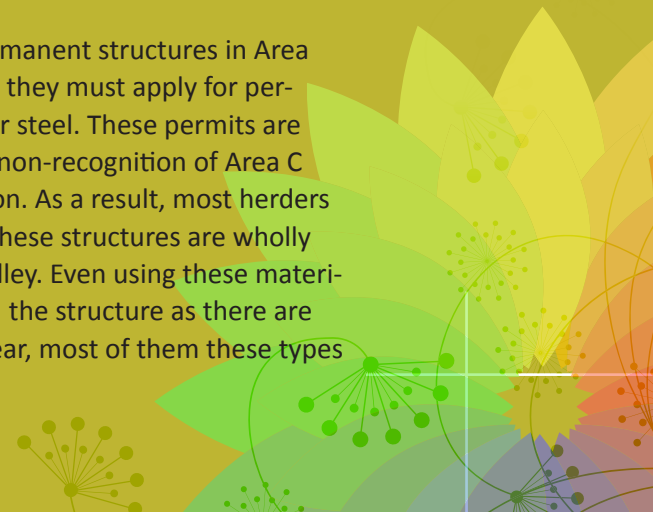 manent structures in Area
they must apply for per-
r steel. These permits are
non-recognition of Area C
on. As a result, most herders
hese structures are wholly
lley. Even using these materi-
the structure as there are
ear, most of them these types